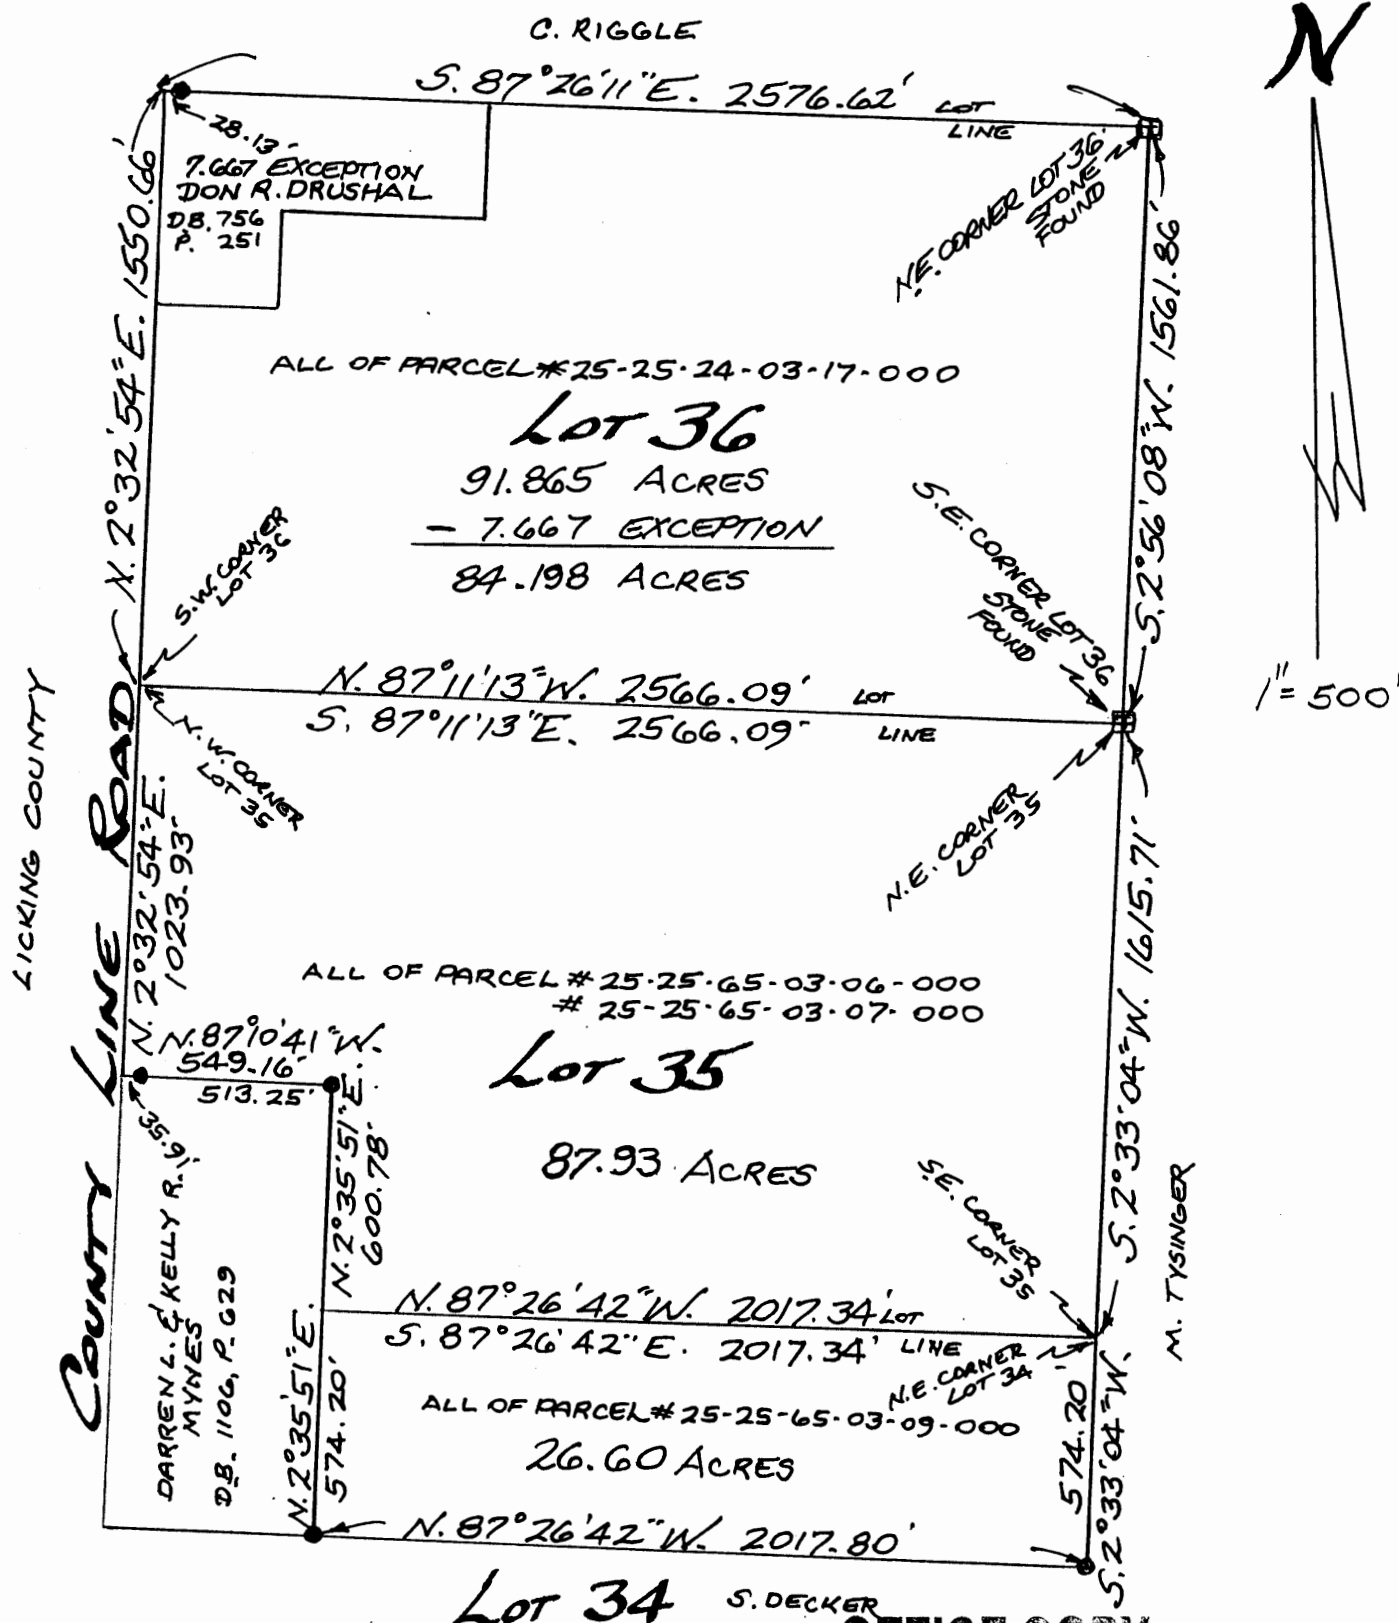 C. RIGGLE
N
S. 87°26'11"E. 2576.62' LOT
LINE
28.13'
7.667 EXCEPTION
DON R. DRUSHAL
D.B. 756
P. 251
N.E. CORNER LOT 36
STONE
FOUND
N. 2°32'54"E. 1550.66'
S. 2°56'08"W. 1561.86'
ALL OF PARCEL #25-25-24-03-17-000
LOT 36
91.865 ACRES
- 7.667 EXCEPTION
84.198 ACRES
S.W. CORNER
LOT 36
S.E. CORNER LOT 36
STONE
FOUND
1"= 500'
N. 87°11'13"W. 2566.09' LOT
S. 87°11'13"E. 2566.09' LINE
N.W. CORNER
LOT 35
N.E. CORNER
LOT 35
LICKING COUNTY
COUNTY LINE ROAD
N. 2°32'54"E.
1023.93'
S. 2°33'04"W. 1615.71'
ALL OF PARCEL # 25-25-65-03-06-000
# 25-25-65-03-07-000
N. 87°10'41"W.
549.16'
513.25'
35.91'
LOT 35
87.93 ACRES
N. 2°35'51"E.
600.78'
S.E. CORNER
LOT 35
M. TYSINGER
DARREN L. & KELLY R.
MYNES
D.B. 1106, P. 629
N. 87°26'42"W. 2017.34' LOT
S. 87°26'42"E. 2017.34' LINE
N.E. CORNER
LOT 34
ALL OF PARCEL # 25-25-65-03-09-000
26.60 ACRES
N. 2°35'51"E.
574.20'
574.20'
S. 2°33'04"W.
N. 87°26'42"W. 2017.80'
LOT 34 S. DECKER